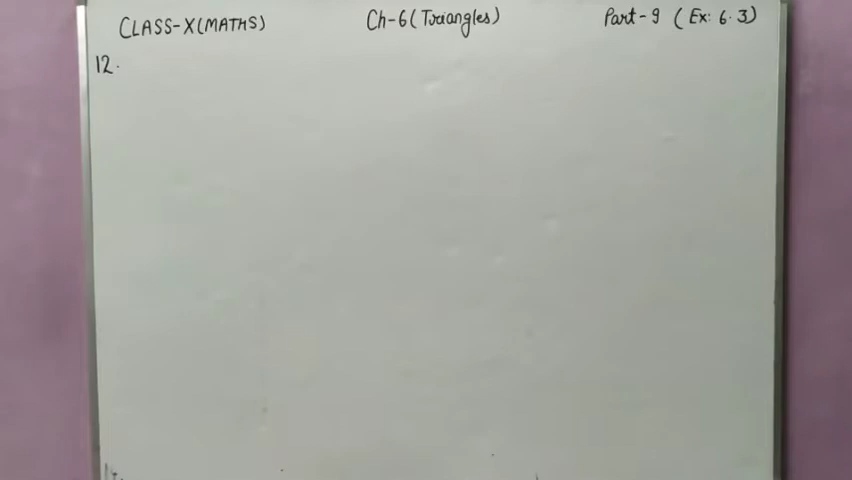 CLASS-X(MATHS) Ch-6(Triangles) Part-9 (Ex: 6.3)
12.